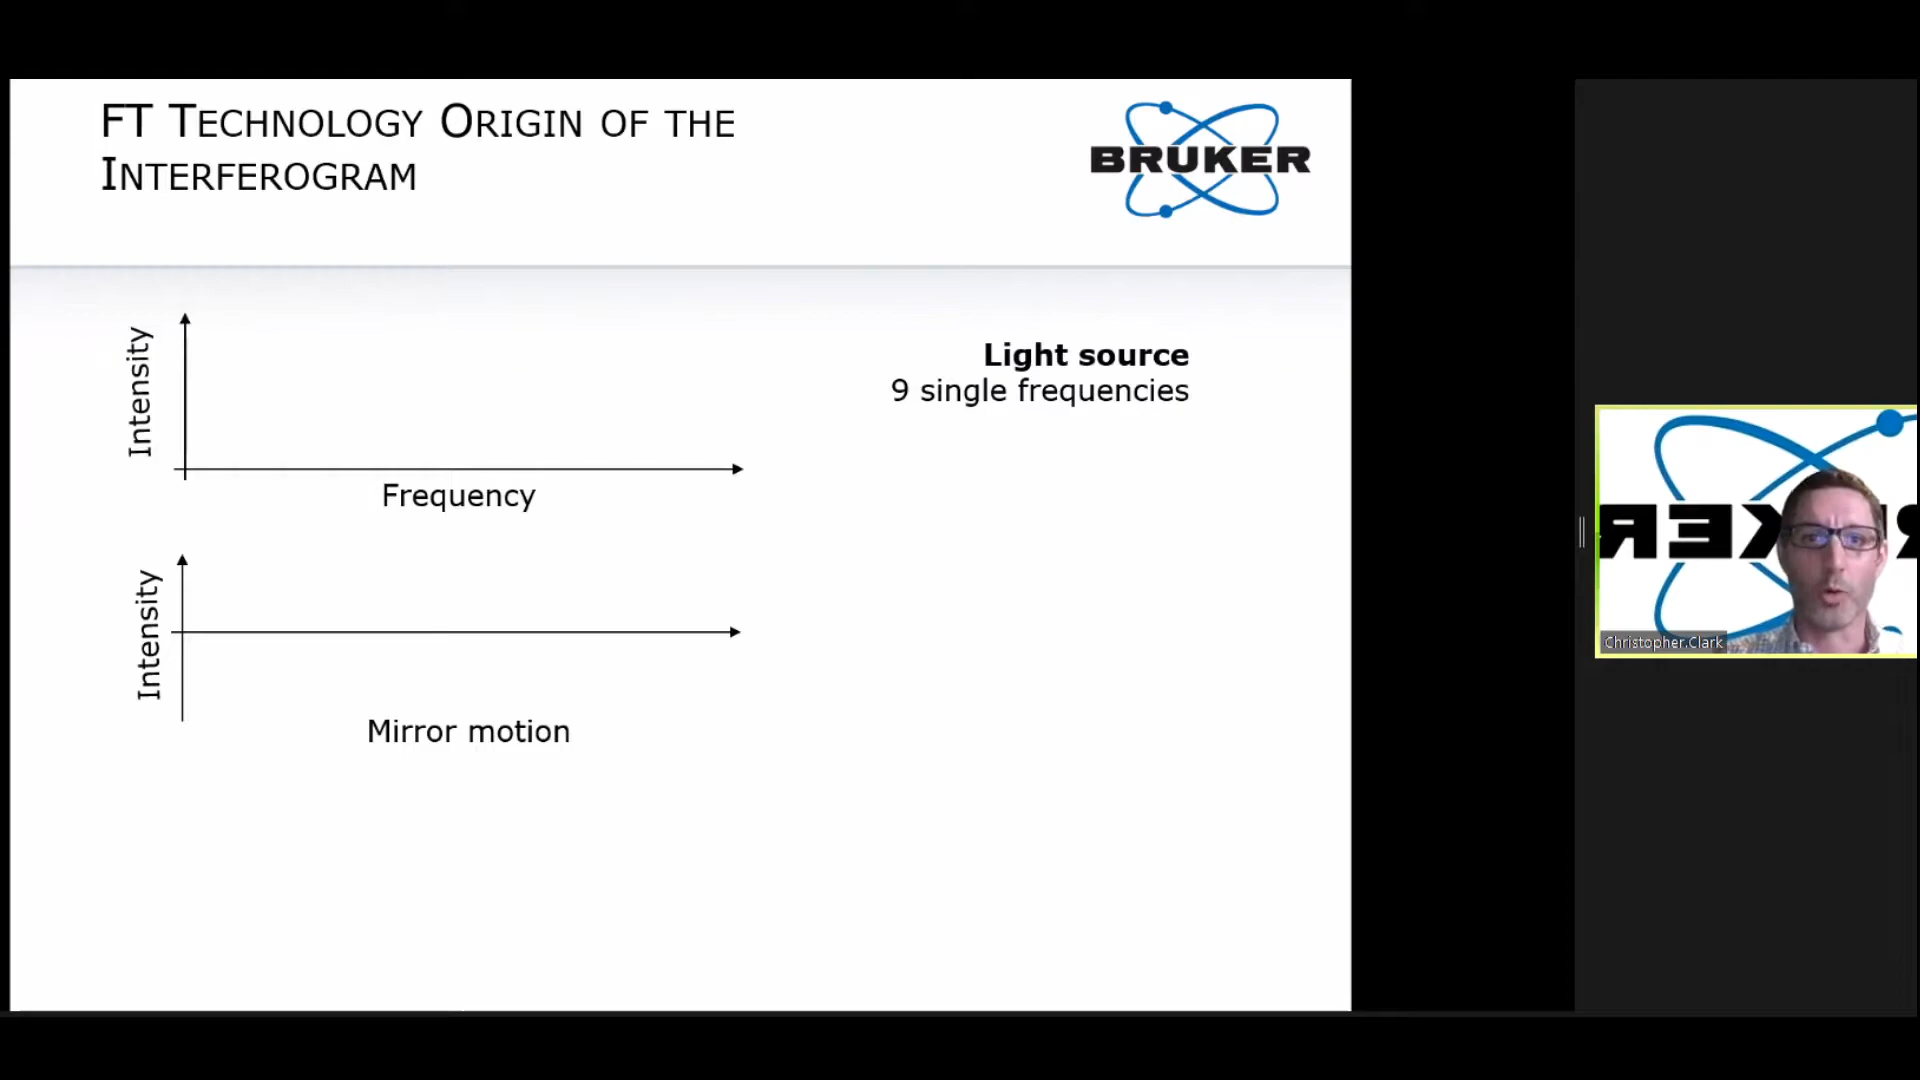 FT TECHNOLOGY ORIGIN OF THE
INTERFEROGRAM
BRUKER
Intensity
Frequency
Light source
9 single frequencies
Intensity
Mirror motion
Christopher.Clark